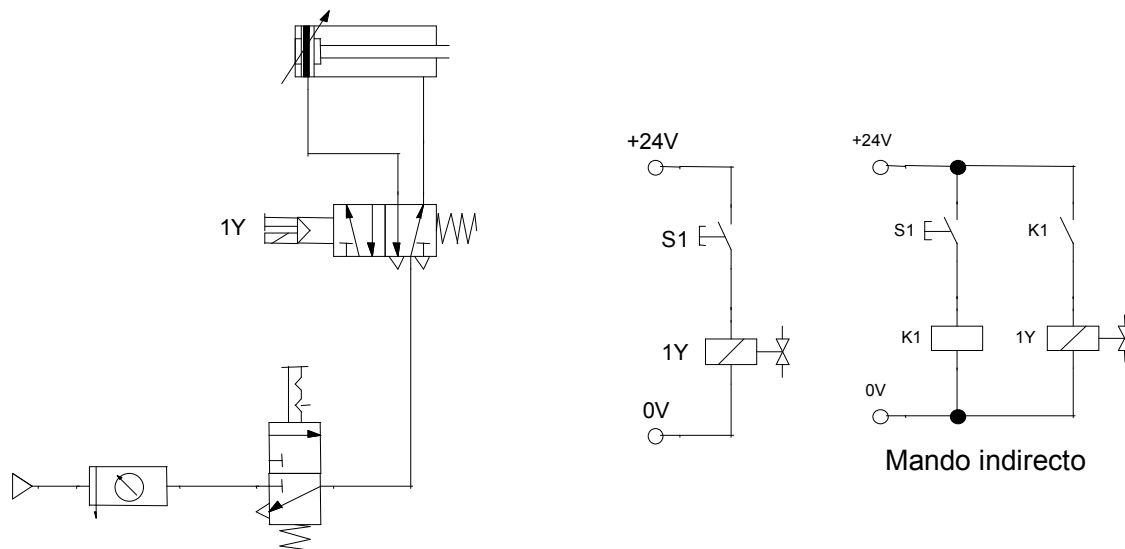 1Y
+24V
S1
1Y
0V
+24V
S1 K1
K1 1Y
0V
Mando indirecto